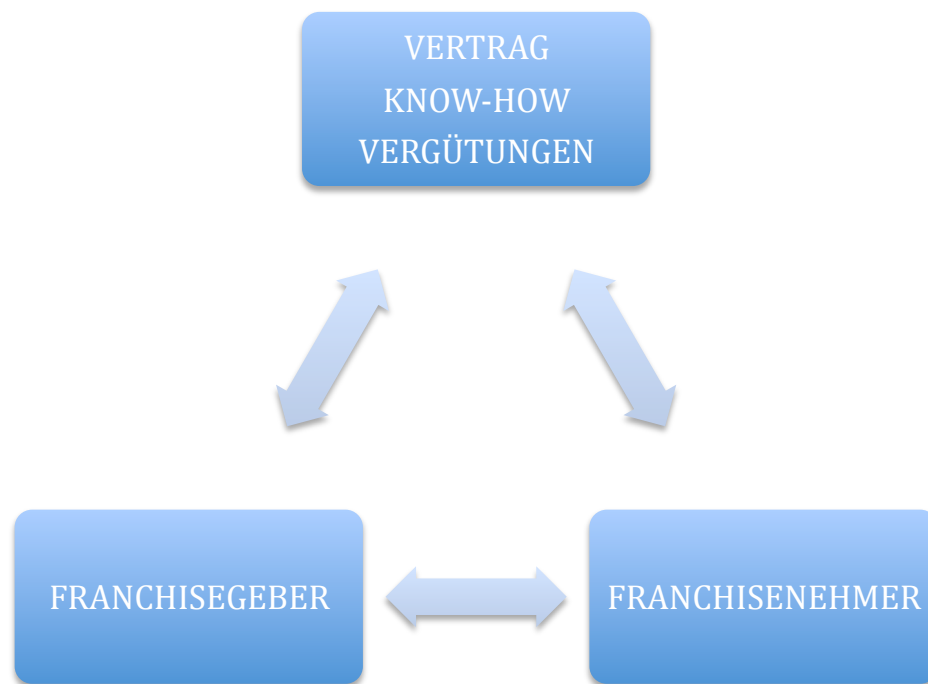 VERTRAG
KNOW-HOW
VERGÜTUNGEN
FRANCHISEGEBER
FRANCHISENEHMER